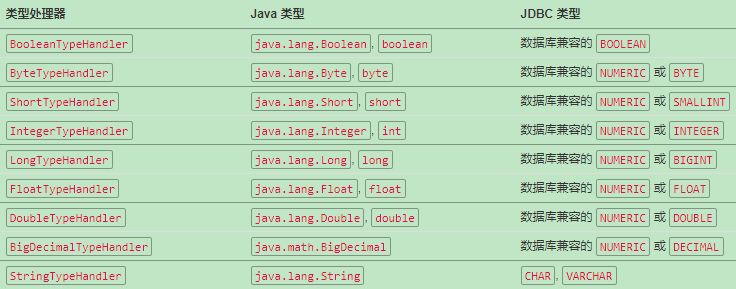 类型处理器 Java 类型 JDBC 类型
BooleanTypeHandler java.lang.Boolean, boolean 数据库兼容的 BOOLEAN
ByteTypeHandler java.lang.Byte, byte 数据库兼容的 NUMERIC 或 BYTE
ShortTypeHandler java.lang.Short, short 数据库兼容的 NUMERIC 或 SMALLINT
IntegerTypeHandler java.lang.Integer, int 数据库兼容的 NUMERIC 或 INTEGER
LongTypeHandler java.lang.Long, long 数据库兼容的 NUMERIC 或 BIGINT
FloatTypeHandler java.lang.Float, float 数据库兼容的 NUMERIC 或 FLOAT
DoubleTypeHandler java.lang.Double, double 数据库兼容的 NUMERIC 或 DOUBLE
BigDecimalTypeHandler java.math.BigDecimal 数据库兼容的 NUMERIC 或 DECIMAL
StringTypeHandler java.lang.String CHAR, VARCHAR